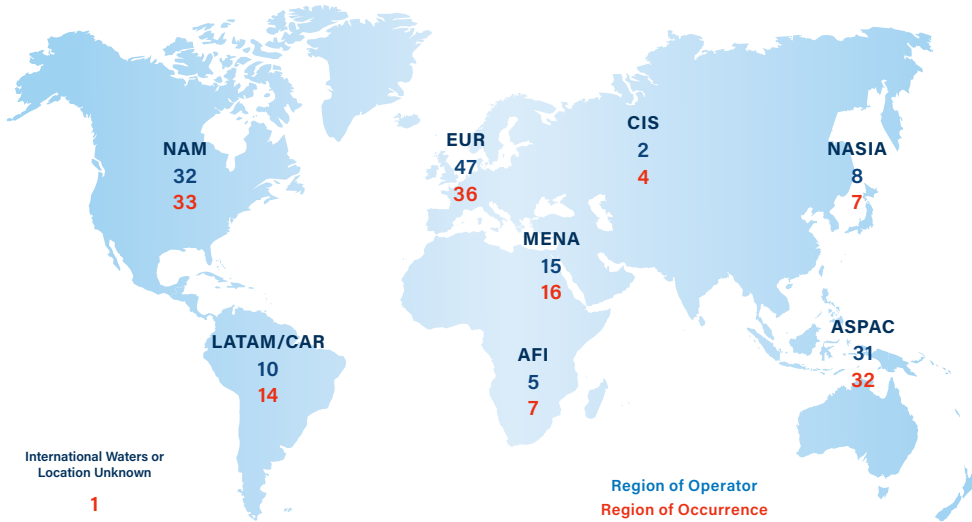 NAM
32
33
EUR
47
36
CIS
2
4
NASIA
8
7
MENA
15
16
LATAM/CAR
10
14
AFI
5
7
ASPAC
31
32
International Waters or
Location Unknown
1
Region of Operator
Region of Occurrence